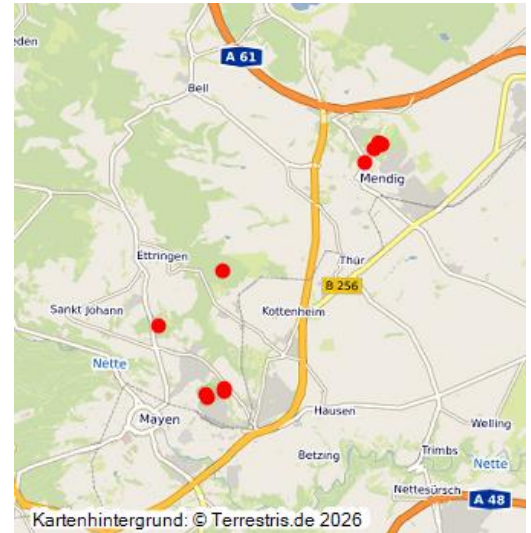 eden
A 61
Bell
Mendig
Ettringen
Thür
B 256
Sankt Johann
Kottenheim
Nette
Mayen
Hausen
Welling
Betzing
Trimbs
Nette
Nettesürsch
A 48
Kartenhintergrund: © Terrestris.de 2026